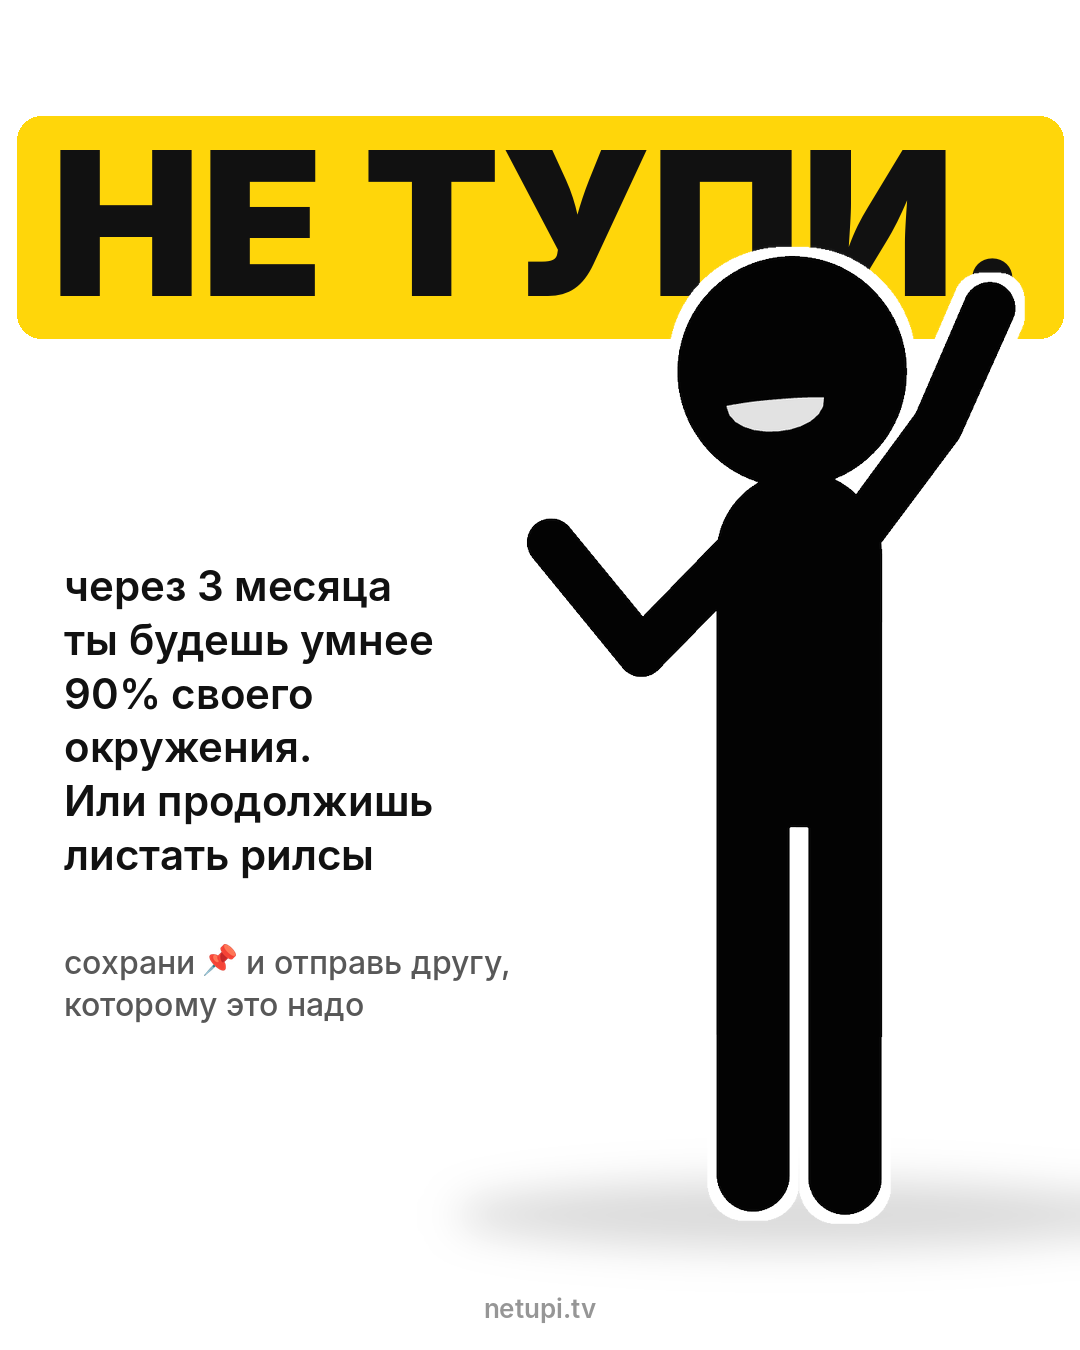 НЕ ТУПИ.
через 3 месяца
ты будешь умнее
90% своего
окружения.
Или продолжишь
листать рилсы
сохрани 📌 и отправь другу,
которому это надо
netupi.tv